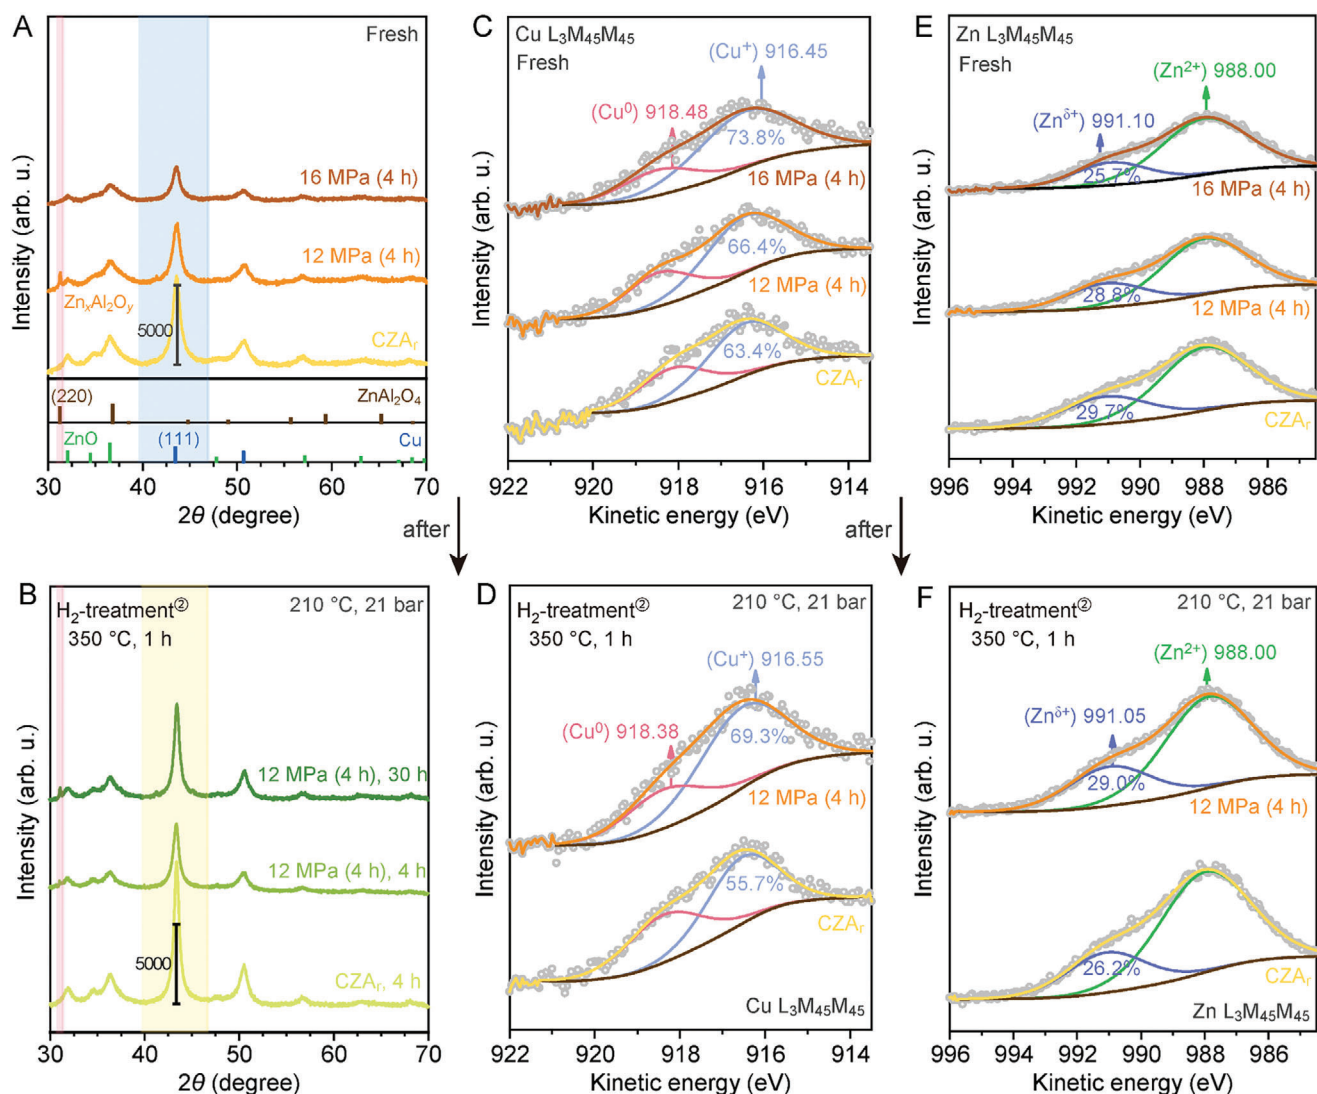 A
Fresh
Intensity (arb. u.)
16 MPa (4 h)
12 MPa (4 h)
ZnxAl2Oy
5000
CZAr
(220)
ZnAl2O4
ZnO
(111)
Cu
30 40 50 60 70
2θ (degree)
after
B
H2-treatment②
210 °C, 21 bar
350 °C, 1 h
Intensity (arb. u.)
12 MPa (4 h), 30 h
12 MPa (4 h), 4 h
5000
CZAr, 4 h
30 40 50 60 70
2θ (degree)
C
Cu L3M45M45
Fresh
(Cu+) 916.45
(Cu0) 918.48
73.8%
16 MPa (4 h)
66.4%
12 MPa (4 h)
63.4%
CZAr
Intensity (arb. u.)
922 920 918 916 914
Kinetic energy (eV)
after
D
H2-treatment②
210 °C, 21 bar
350 °C, 1 h
(Cu+) 916.55
(Cu0) 918.38
69.3%
12 MPa (4 h)
55.7%
CZAr
Cu L3M45M45
Intensity (arb. u.)
922 920 918 916 914
Kinetic energy (eV)
E
Zn L3M45M45
Fresh
(Zn2+) 988.00
(Znδ+) 991.10
25.7%
16 MPa (4 h)
28.8%
12 MPa (4 h)
29.7%
CZAr
Intensity (arb. u.)
996 994 992 990 988 986
Kinetic energy (eV)
F
H2-treatment②
210 °C, 21 bar
350 °C, 1 h
(Zn2+) 988.00
(Znδ+) 991.05
29.0%
12 MPa (4 h)
26.2%
CZAr
Zn L3M45M45
Intensity (arb. u.)
996 994 992 990 988 986
Kinetic energy (eV)